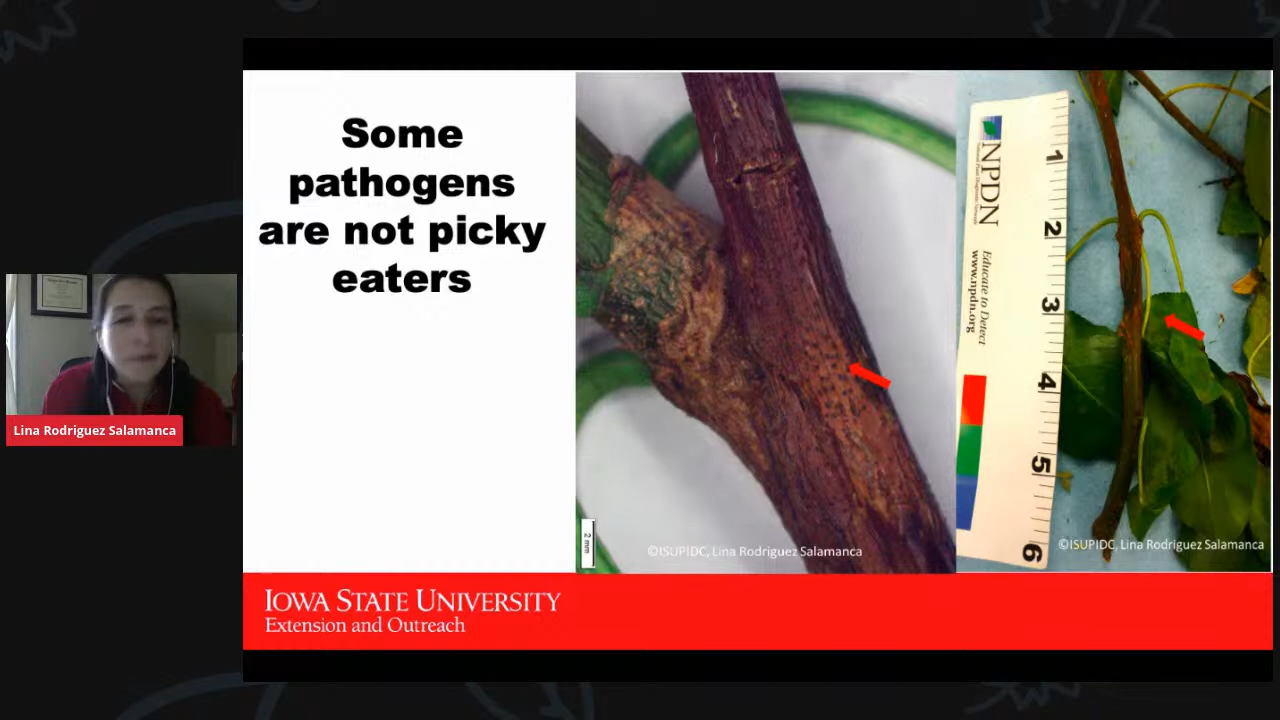 Some
pathogens
are not picky
eaters
Lina Rodriguez Salamanca
2 mm
©ISUPIDC, Lina Rodriguez Salamanca
NPDN
National Plant Diagnostic Network
Educate to Detect
www.npdn.org
1
2
3
4
5
6
©ISUPIDC, Lina Rodriguez Salamanca
IOWA STATE UNIVERSITY
Extension and Outreach